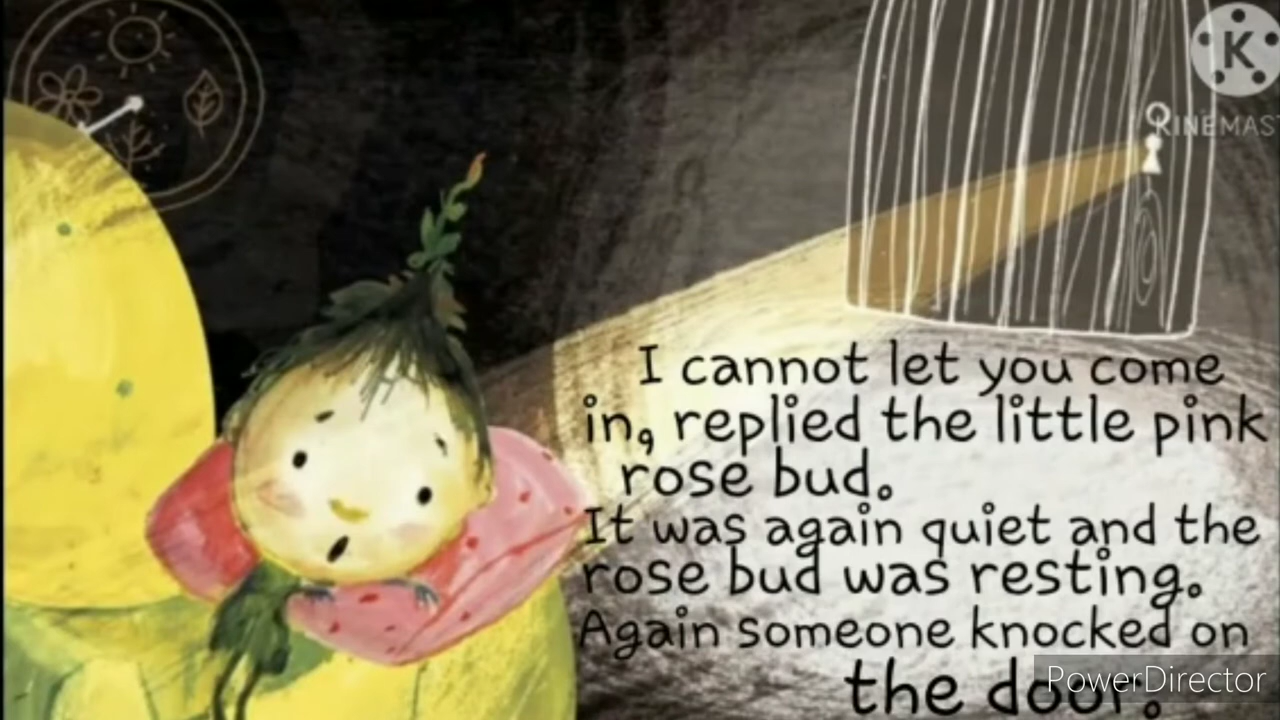 K
KINEMAS
I cannot let you come
in, replied the little pink
rose bud.
It was again quiet and the
rose bud was resting.
Again someone knocked on
the door.
PowerDirector